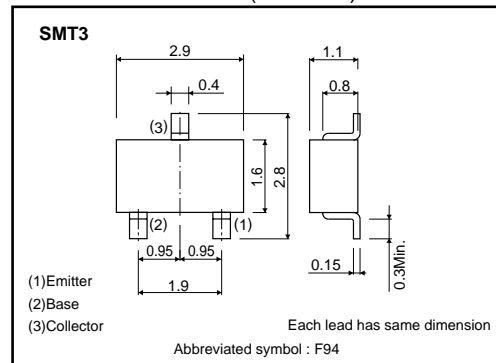 SMT3
2.9
1.1
0.4
0.8
(3)
1.6
2.8
(2)
(1)
0.95
0.95
0.15
0.3Min.
1.9
(1)Emitter
(2)Base
(3)Collector
Each lead has same dimension
Abbreviated symbol : F94